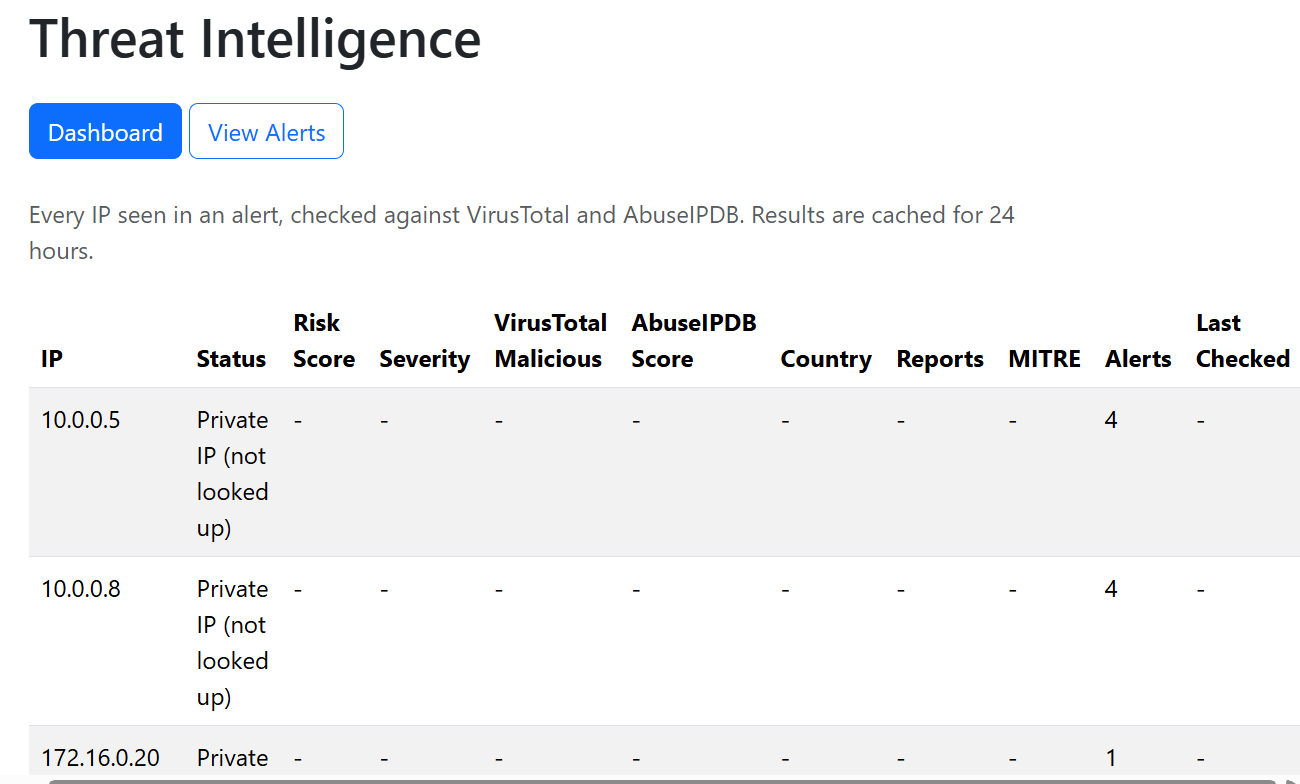 Threat Intelligence
Dashboard View Alerts
Every IP seen in an alert, checked against VirusTotal and AbuseIPDB. Results are cached for 24
hours.
Risk VirusTotal AbuseIPDB Last
IP Status Score Severity Malicious Score Country Reports MITRE Alerts Checked
10.0.0.5 Private - - - - - - - 4 -
IP (not
looked
up)
10.0.0.8 Private - - - - - - - 4 -
IP (not
looked
up)
172.16.0.20 Private - - - - - - - 1 -